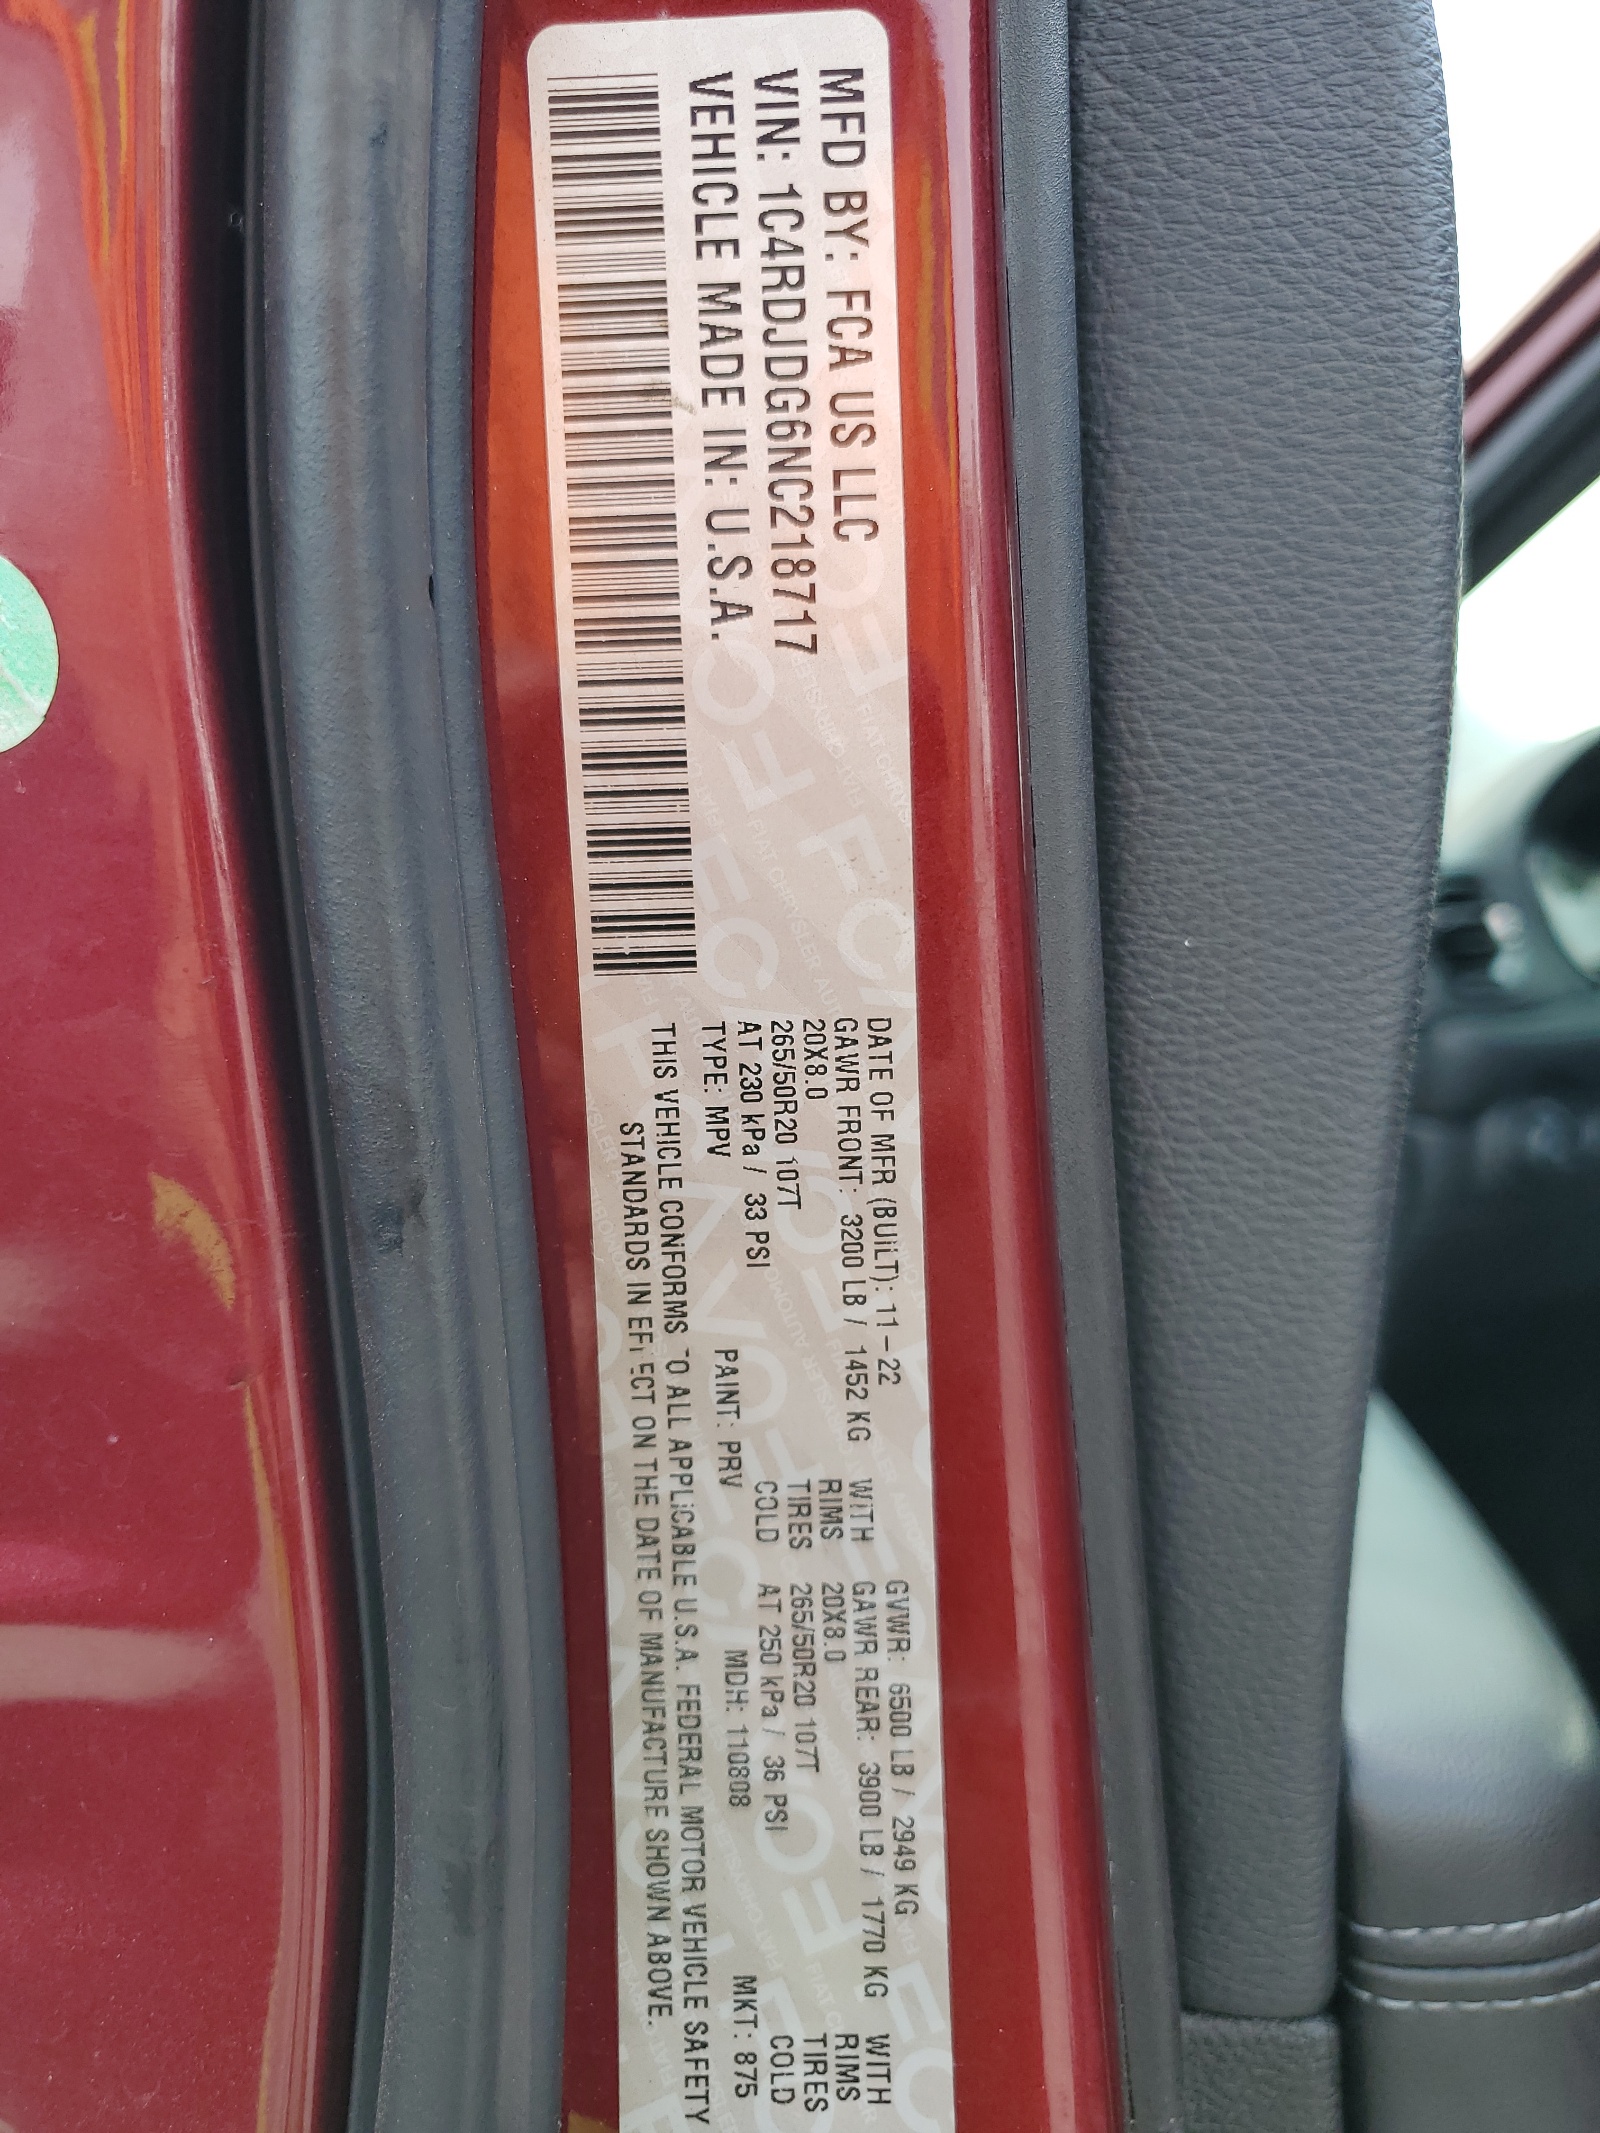 MFD BY: FCA US LLC
VIN: 1C4RDJDG6NC218717
VEHICLE MADE IN: U.S.A.
DATE OF MFR (BUILT): 11-22 GVWR: 6500 LB / 2949 KG
GAWR FRONT: 3200 LB / 1452 KG WITH GAWR REAR: 3900 LB / 1770 KG WITH
20X8.0 RIMS 20X8.0 RIMS
265/50R20 107T TIRES 265/50R20 107T TIRES
AT 230 kPa / 33 PSI COLD AT 250 kPa / 36 PSI COLD
TYPE: MPV PAINT: PRV MDH: 110808 MKT: 875
THIS VEHICLE CONFORMS TO ALL APPLICABLE U.S.A. FEDERAL MOTOR VEHICLE SAFETY
STANDARDS IN EFFECT ON THE DATE OF MANUFACTURE SHOWN ABOVE.